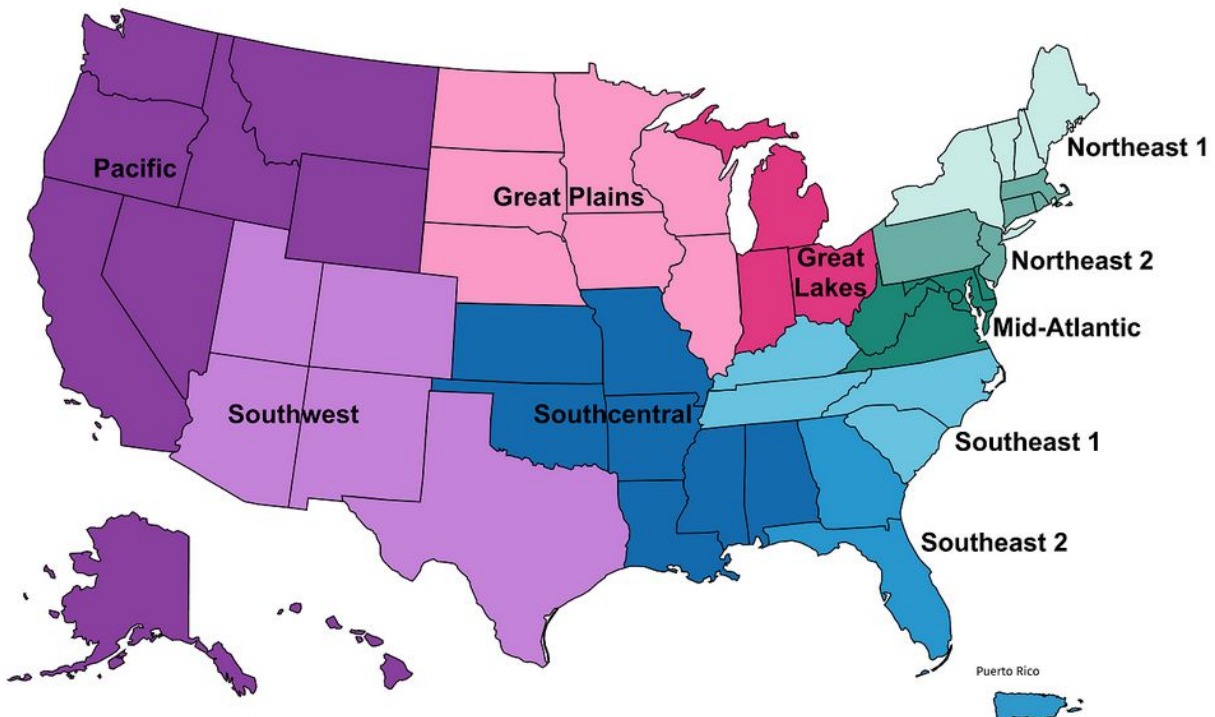 Northeast 1
Pacific
Great Plains
Great
Lakes
Northeast 2
Mid-Atlantic
Southwest
Southcentral
Southeast 1
Southeast 2
Puerto Rico